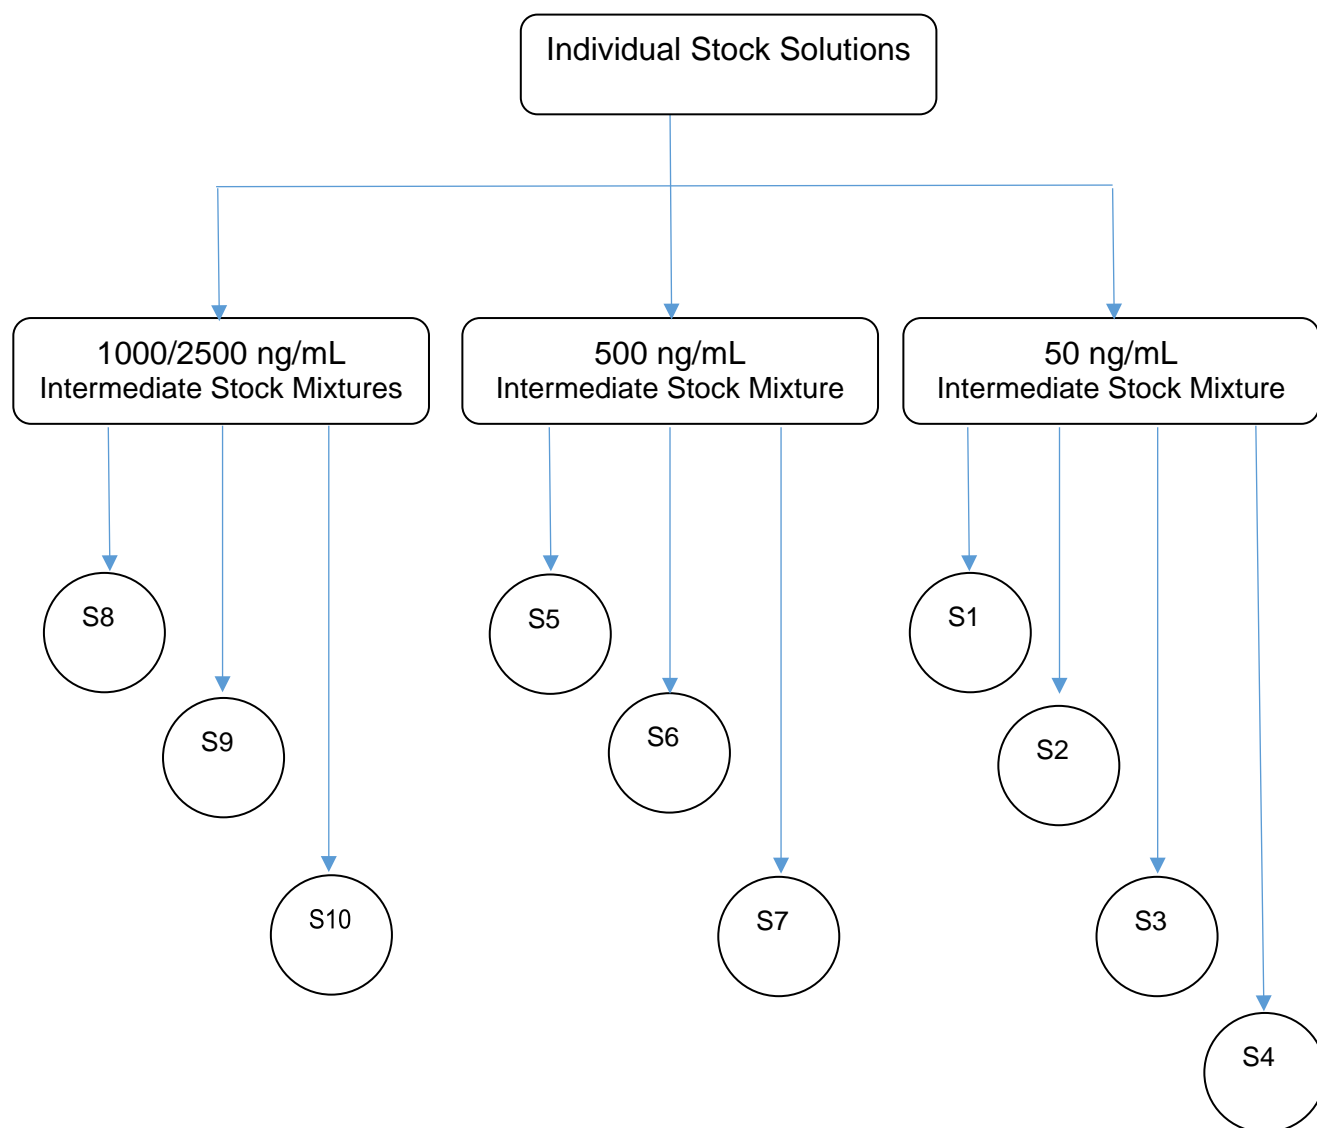 Individual Stock Solutions
1000/2500 ng/mL
Intermediate Stock Mixtures
500 ng/mL
Intermediate Stock Mixture
50 ng/mL
Intermediate Stock Mixture
S8
S5
S1
S9
S6
S2
S10
S7
S3
S4